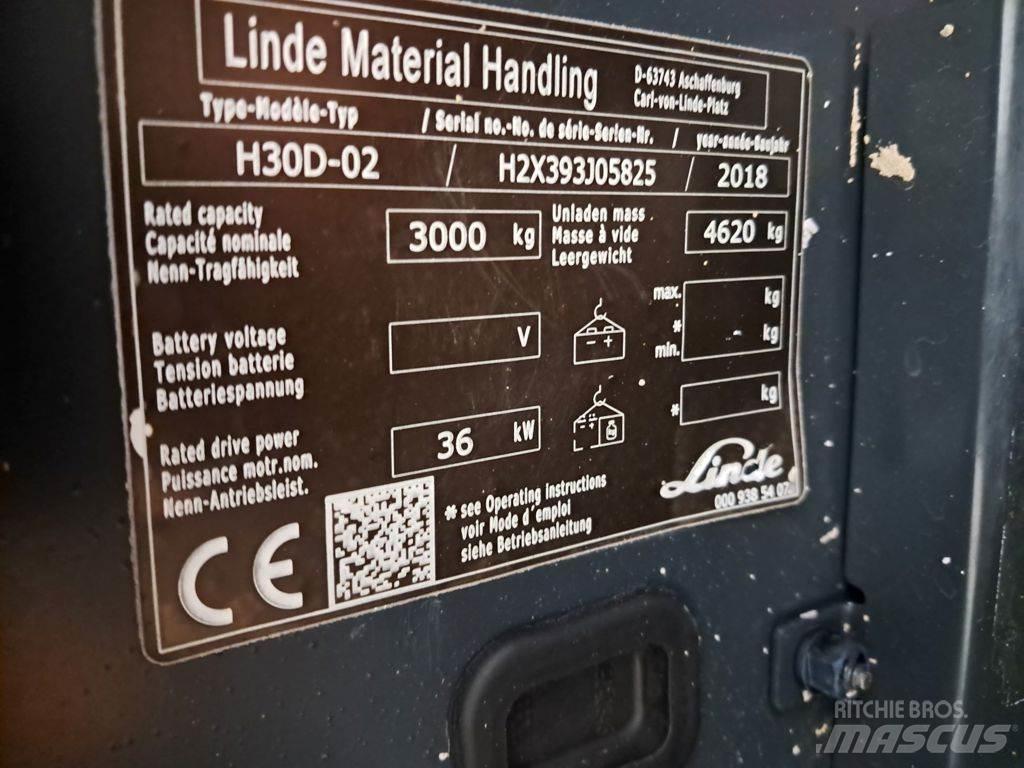 Linde Material Handling
D-63743 Aschaffenburg
Carl-von-Linde-Platz
Type-Modèle-Typ / Serial no.-No. de série-Serien-Nr. / year-année-Baujahr
H30D-02 / H2X393J05825 / 2018
Rated capacity
Capacité nominale
Nenn-Tragfähigkeit
3000 kg
Unladen mass
Masse à vide
Leergewicht
4620 kg
Battery voltage
Tension batterie
Batteriespannung
V
max. kg
* -- kg
min.
* kg
Rated drive power
Puissance motr.nom.
Nenn-Antriebsleist.
36 kW
Linde
000 938 54 07
* see Operating instructions
voir Mode d'emploi
siehe Betriebsanleitung
CE
RITCHIE BROS.
MASCUS